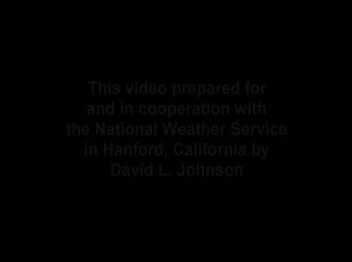 This video prepared for
and in cooperation with
the National Weather Service
in Hanford, California by
David L. Johnson